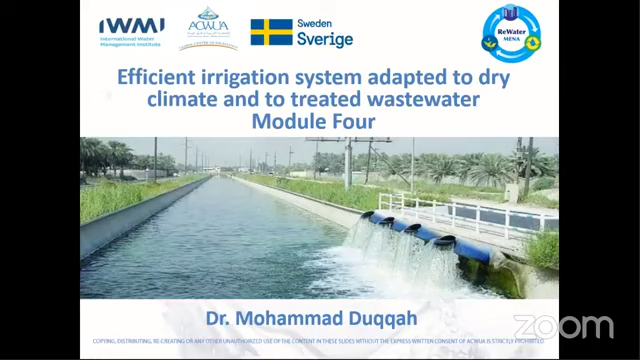 IWMI
International Water
Management Institute
ACWUA
Sweden
Sverige
ReWater
MENA
Efficient irrigation system adapted to dry
climate and to treated wastewater
Module Four
Dr. Mohammad Duqqah
zoom
COPYING, DISTRIBUTING, RE-CREATING OR ANY OTHER UNAUTHORIZED USE OF THE CONTENT IN THESE SLIDES WITHOUT THE EXPRESS WRITTEN CONSENT OF ACWUA IS STRICTLY PROHIBITED